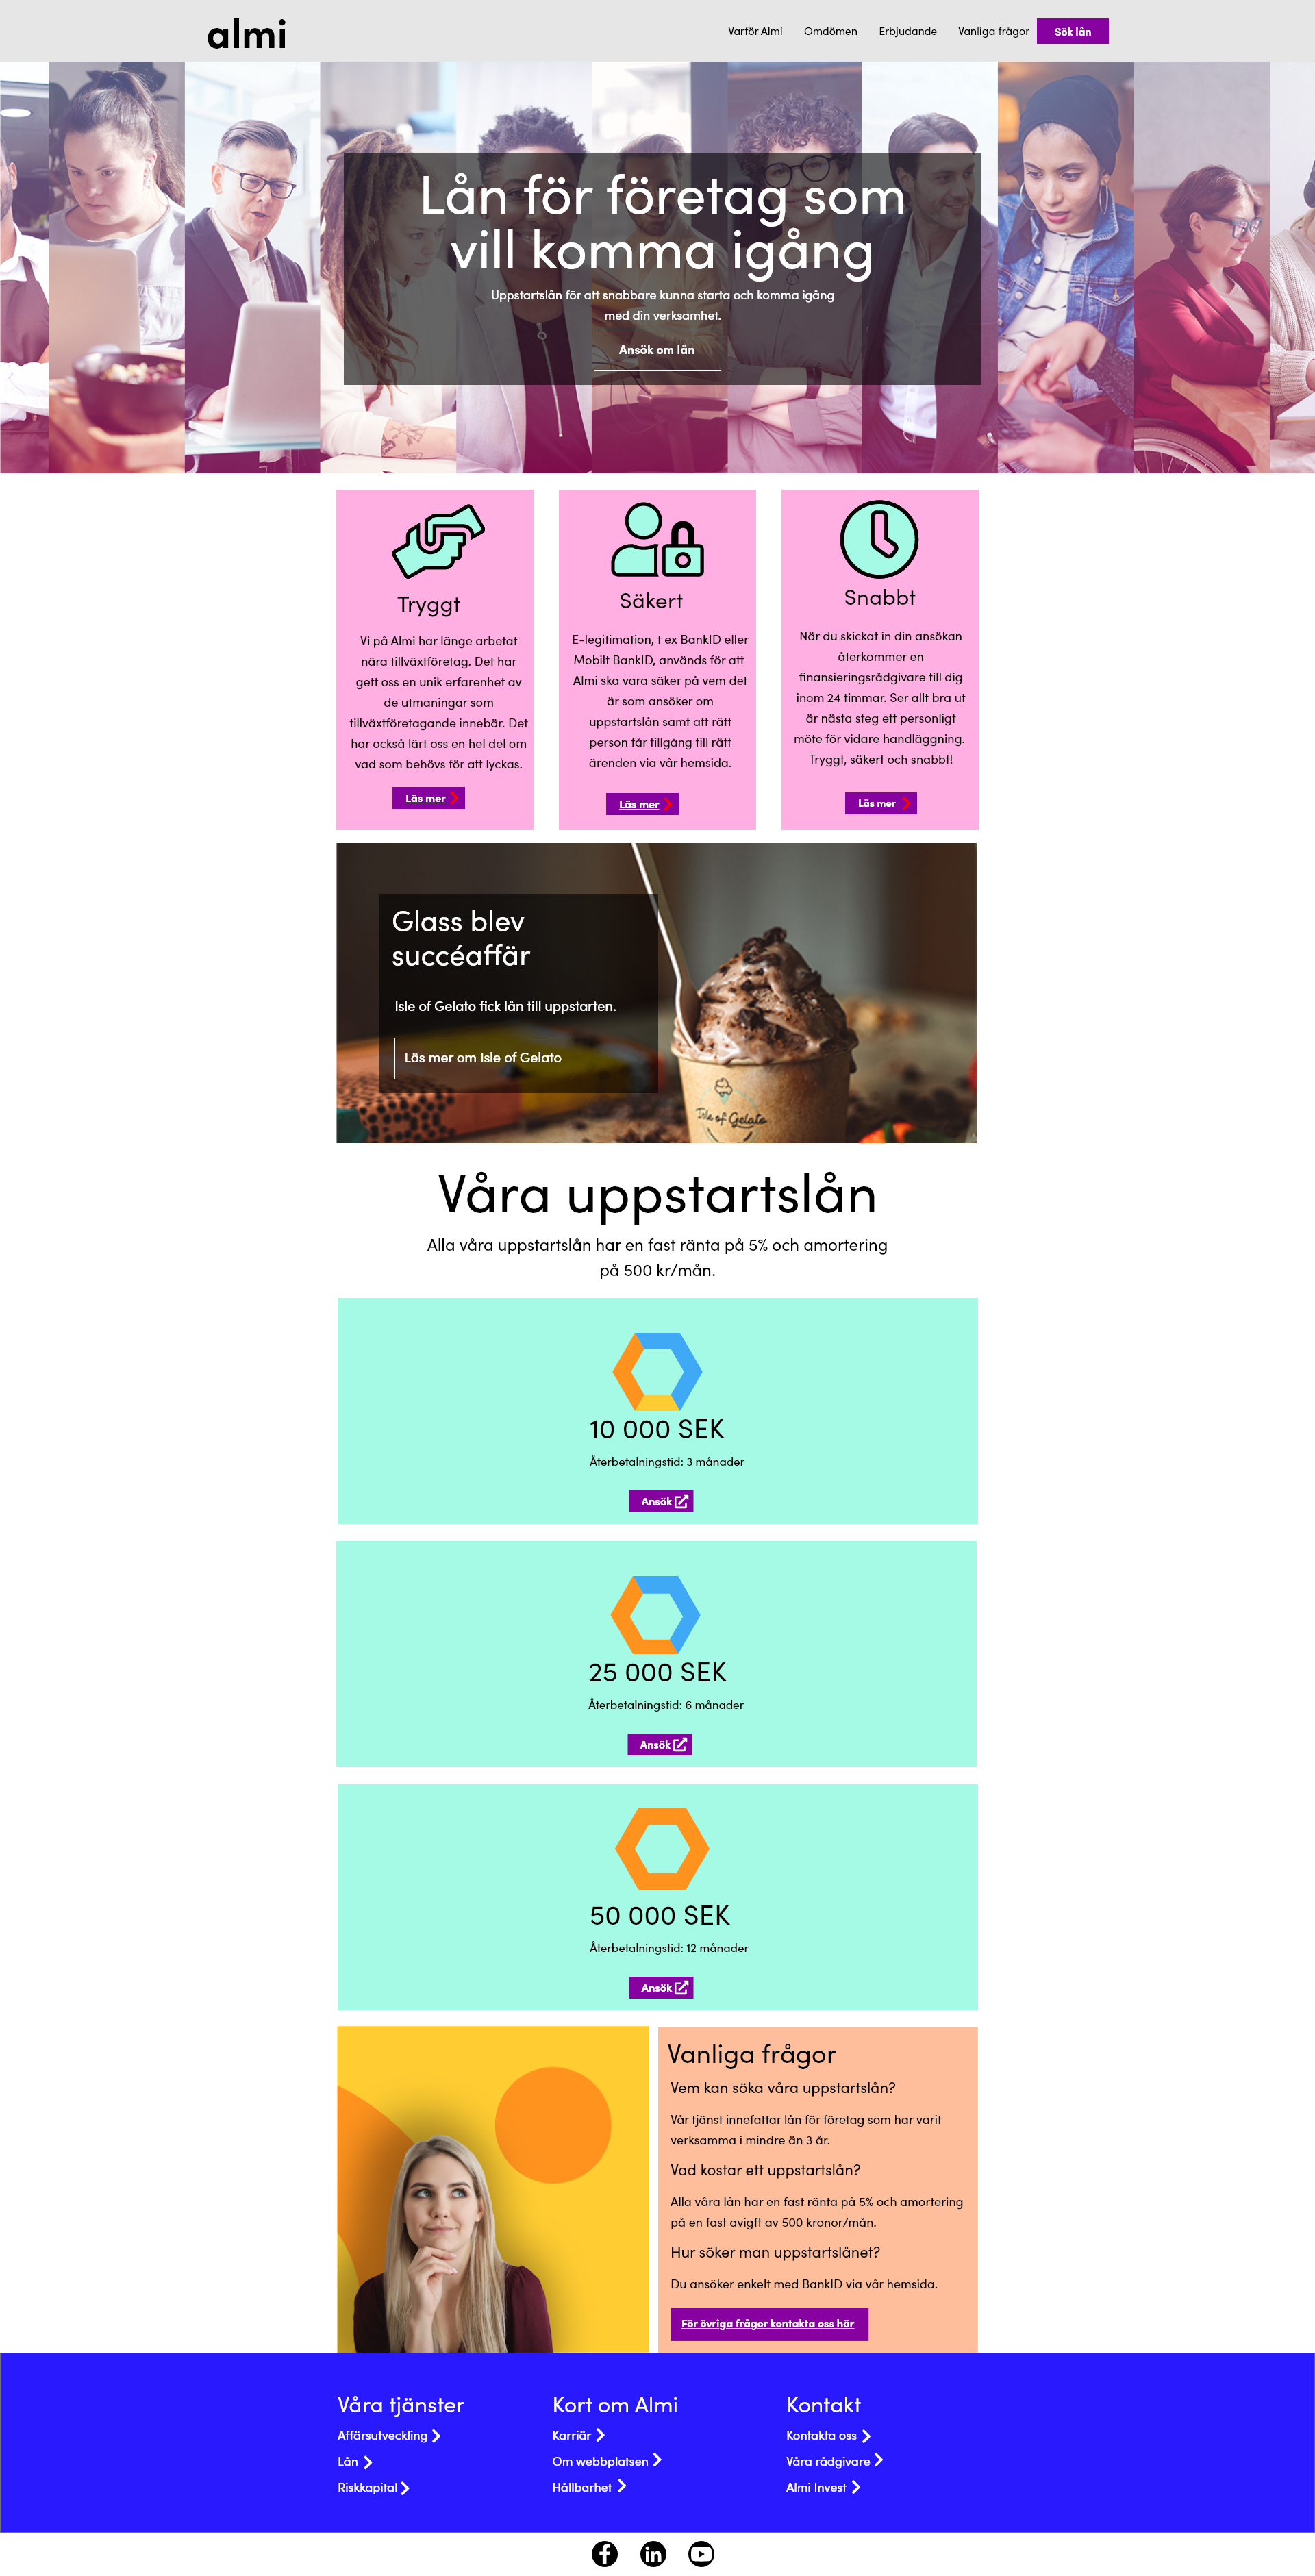 almi
Varför Almi
Omdömen
Erbjudande
Vanliga frågor
Sök lån
Lån för företag som
vill komma igång
Uppstartslån för att snabbare kunna starta och komma igång
med din verksamhet.
Ansök om lån
Tryggt
Vi på Almi har länge arbetat
nära tillväxtföretag. Det har
gett oss en unik erfarenhet av
de utmaningar som
tillväxtföretagande innebär. Det
har också lärt oss en hel del om
vad som behövs för att lyckas.
Läs mer
Säkert
E-legitimation, t ex BankID eller
Mobilt BankID, används för att
Almi ska vara säker på vem det
är som ansöker om
uppstartslån samt att rätt
person får tillgång till rätt
ärenden via vår hemsida.
Läs mer
Snabbt
När du skickat in din ansökan
återkommer en
finansieringsrådgivare till dig
inom 24 timmar. Ser allt bra ut
är nästa steg ett personligt
möte för vidare handläggning.
Tryggt, säkert och snabbt!
Läs mer
Glass blev
succéaffär
Isle of Gelato fick lån till uppstarten.
Läs mer om Isle of Gelato
Isle of Gelato
Våra uppstartslån
Alla våra uppstartslån har en fast ränta på 5% och amortering
på 500 kr/mån.
10 000 SEK
Återbetalningstid: 3 månader
Ansök
25 000 SEK
Återbetalningstid: 6 månader
Ansök
50 000 SEK
Återbetalningstid: 12 månader
Ansök
Vanliga frågor
Vem kan söka våra uppstartslån?
Vår tjänst innefattar lån för företag som har varit
verksamma i mindre än 3 år.
Vad kostar ett uppstartslån?
Alla våra lån har en fast ränta på 5% och amortering
på en fast avigft av 500 kronor/mån.
Hur söker man uppstartslånet?
Du ansöker enkelt med BankID via vår hemsida.
För övriga frågor kontakta oss här
Våra tjänster
Affärsutveckling
Lån
Riskkapital
Kort om Almi
Karriär
Om webbplatsen
Hållbarhet
Kontakt
Kontakta oss
Våra rådgivare
Almi Invest